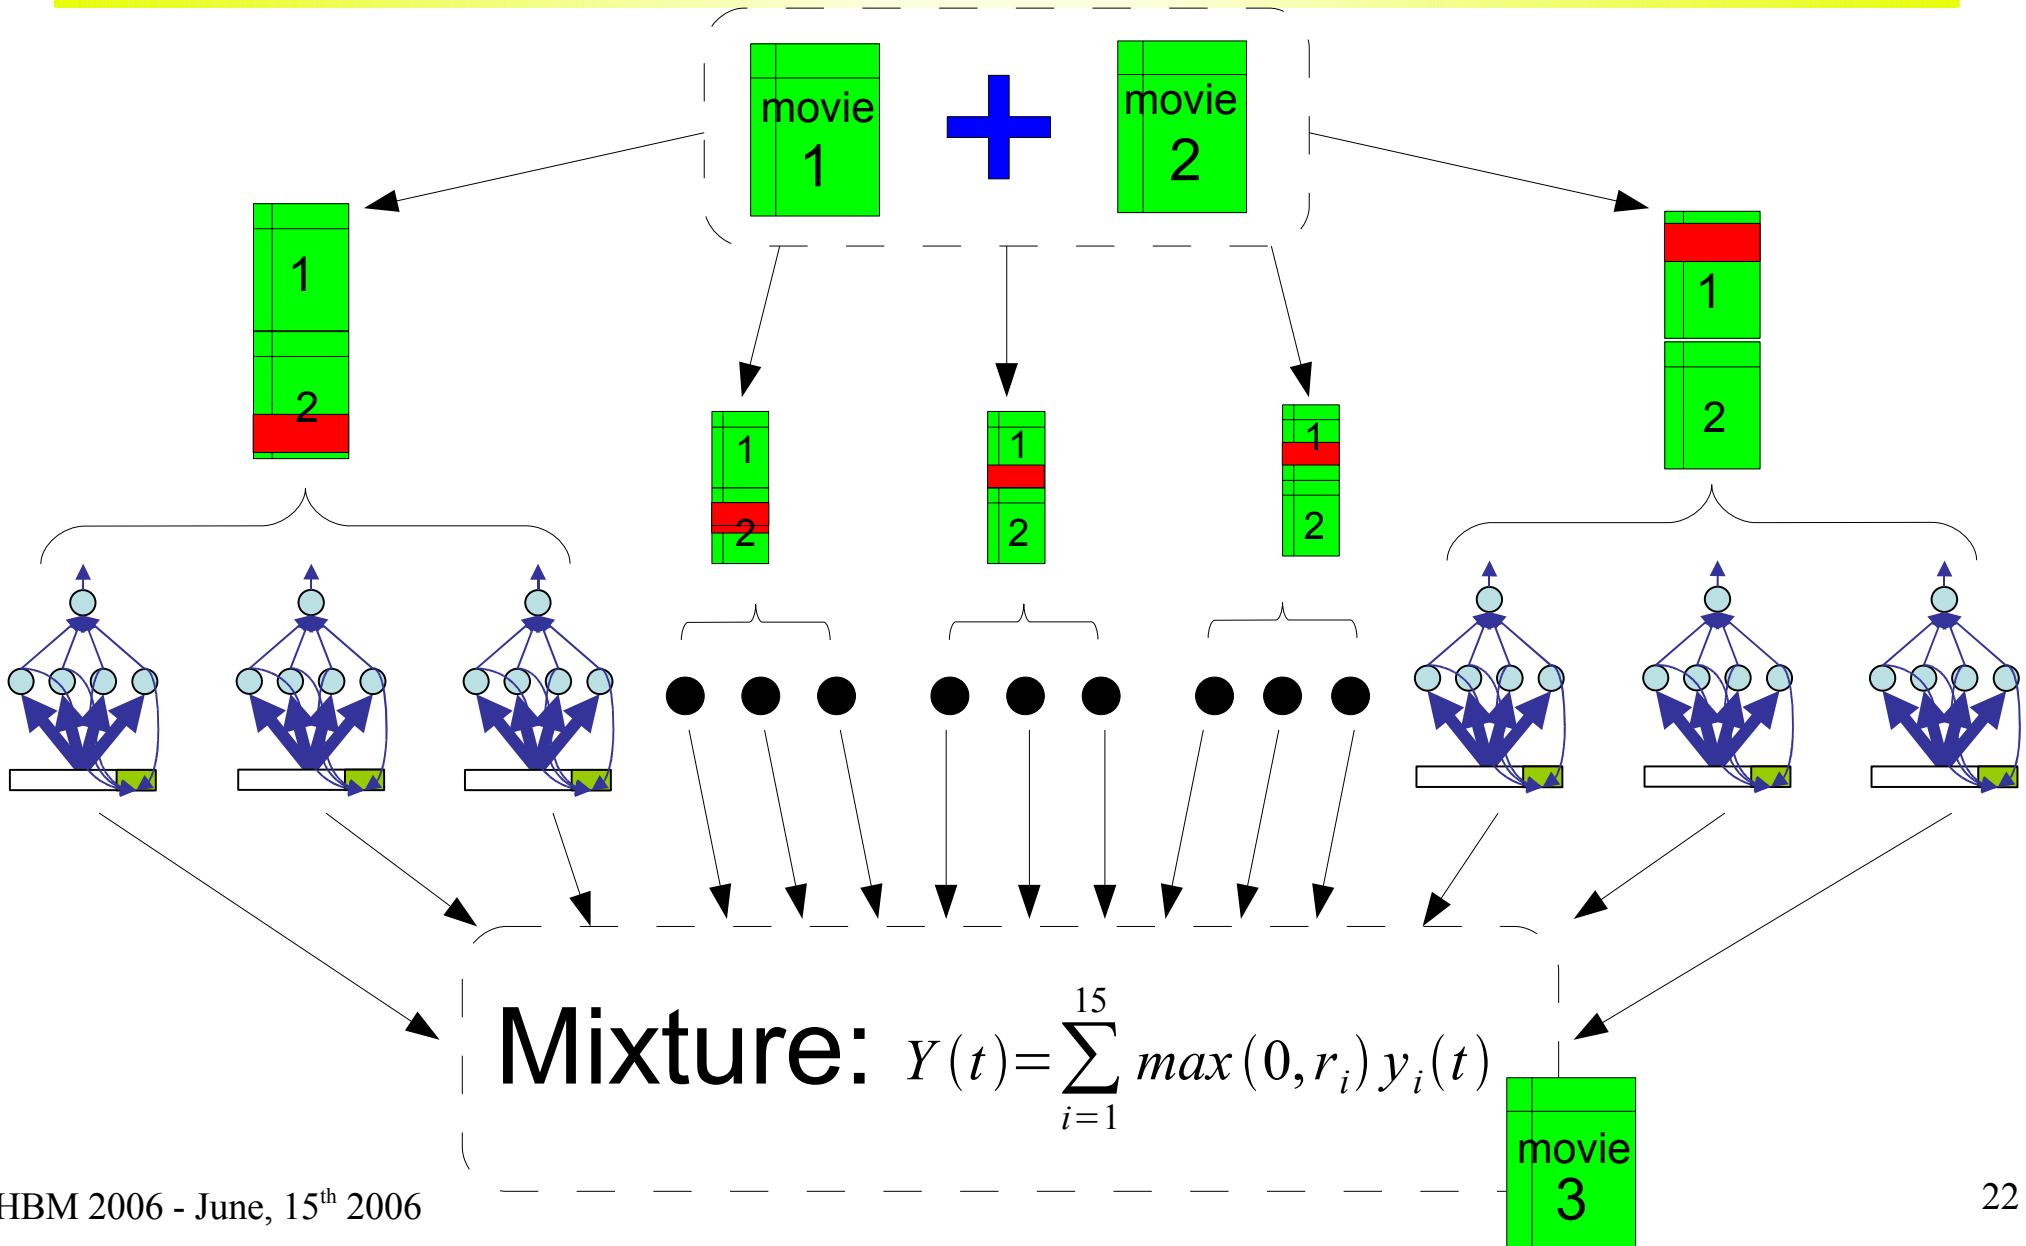 movie
1
movie
2
1
2
1
2
1
2
1
2
1
2
Mixture: Y(t)=∑_{i=1}^{15} max(0,r_i) y_i(t)
movie
3
HBM 2006 - June, 15th 2006
22